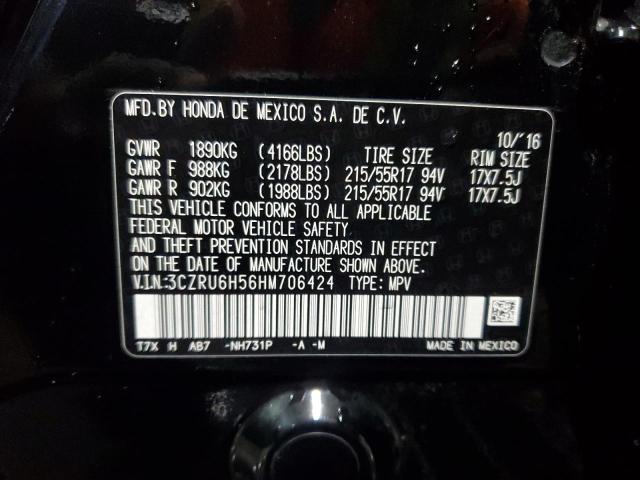 MFD.BY HONDA DE MEXICO S.A. DE C.V.
10/'16
GVWR 1890KG (4166LBS) TIRE SIZE RIM SIZE
GAWR F 988KG (2178LBS) 215/55R17 94V 17X7.5J
GAWR R 902KG (1988LBS) 215/55R17 94V 17X7.5J
THIS VEHICLE CONFORMS TO ALL APPLICABLE
FEDERAL MOTOR VEHICLE SAFETY
AND THEFT PREVENTION STANDARDS IN EFFECT
ON THE DATE OF MANUFACTURE SHOWN ABOVE.
V.I.N:3CZRU6H56HM706424 TYPE: MPV
T7X H AB7 -NH731P -A -M MADE IN MEXICO